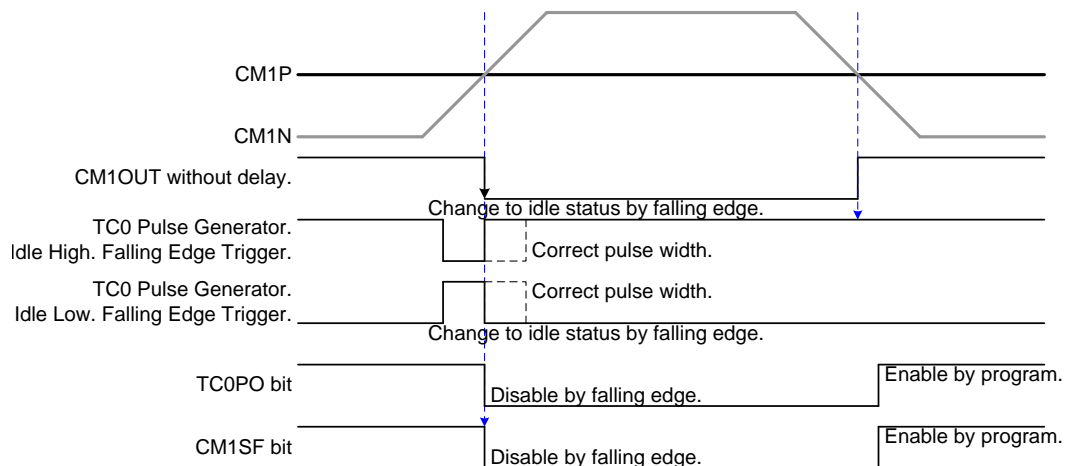 CM1P
CM1N
CM1OUT without delay.
Change to idle status by falling edge.
TC0 Pulse Generator.
Idle High. Falling Edge Trigger.
Correct pulse width.
TC0 Pulse Generator.
Idle Low. Falling Edge Trigger.
Correct pulse width.
Change to idle status by falling edge.
TC0PO bit
Disable by falling edge.
Enable by program.
CM1SF bit
Disable by falling edge.
Enable by program.